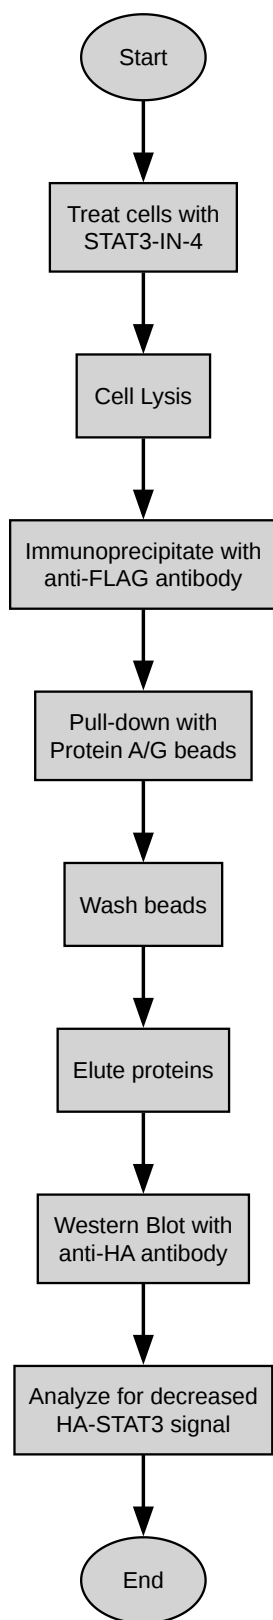 Start
Treat cells with
STAT3-IN-4
Cell Lysis
Immunoprecipitate with
anti-FLAG antibody
Pull-down with
Protein A/G beads
Wash beads
Elute proteins
Western Blot with
anti-HA antibody
Analyze for decreased
HA-STAT3 signal
End